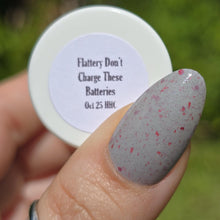 Flattery Don't
Charge These
Batteries
Oct 25 HHC